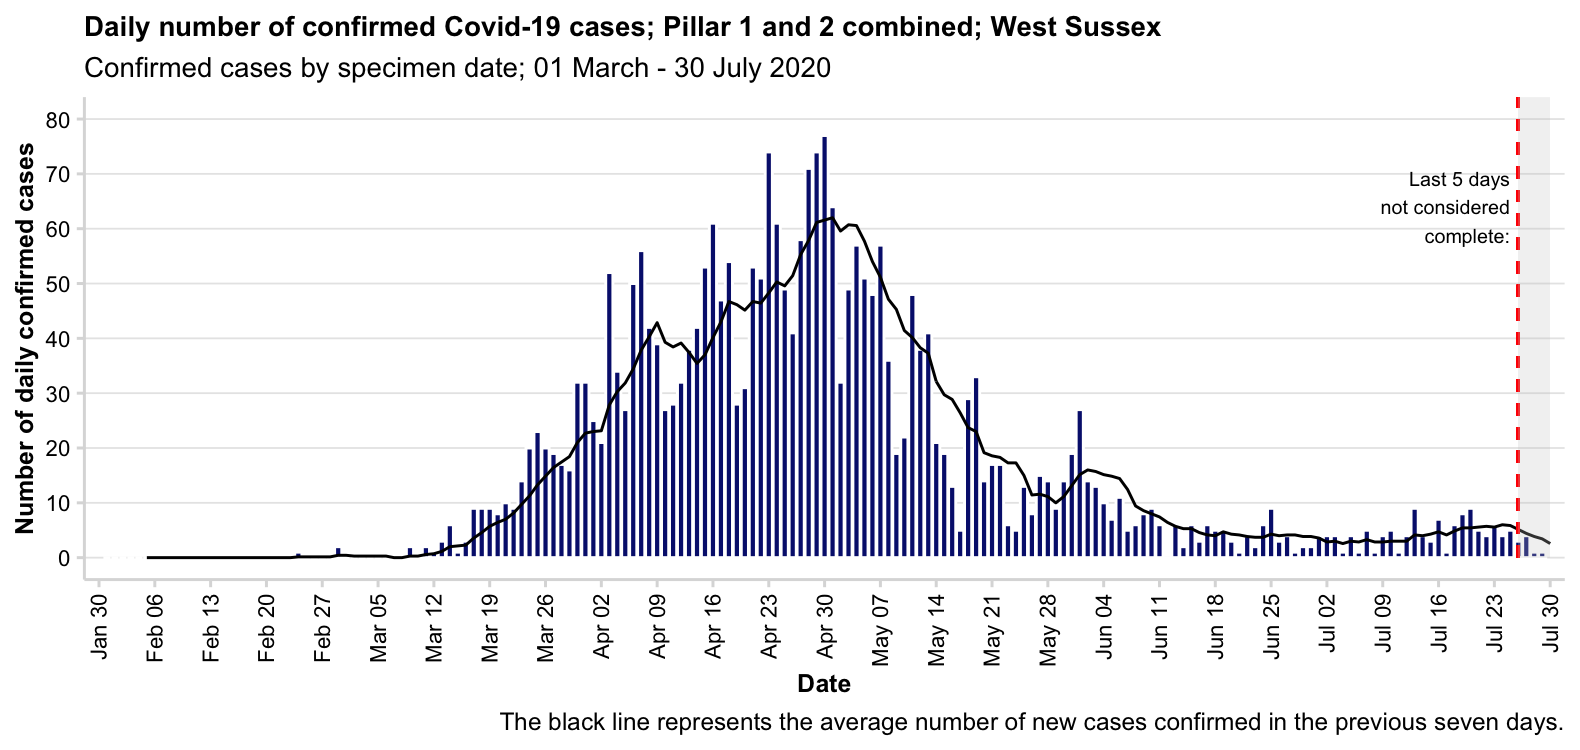 Daily number of confirmed Covid-19 cases; Pillar 1 and 2 combined; West Sussex
Confirmed cases by specimen date; 01 March - 30 July 2020
Number of daily confirmed cases
80
70
60
50
40
30
20
10
0
Last 5 days
not considered
complete:
Jan 30
Feb 06
Feb 13
Feb 20
Feb 27
Mar 05
Mar 12
Mar 19
Mar 26
Apr 02
Apr 09
Apr 16
Apr 23
Apr 30
May 07
May 14
May 21
May 28
Jun 04
Jun 11
Jun 18
Jun 25
Jul 02
Jul 09
Jul 16
Jul 23
Jul 30
Date
The black line represents the average number of new cases confirmed in the previous seven days.